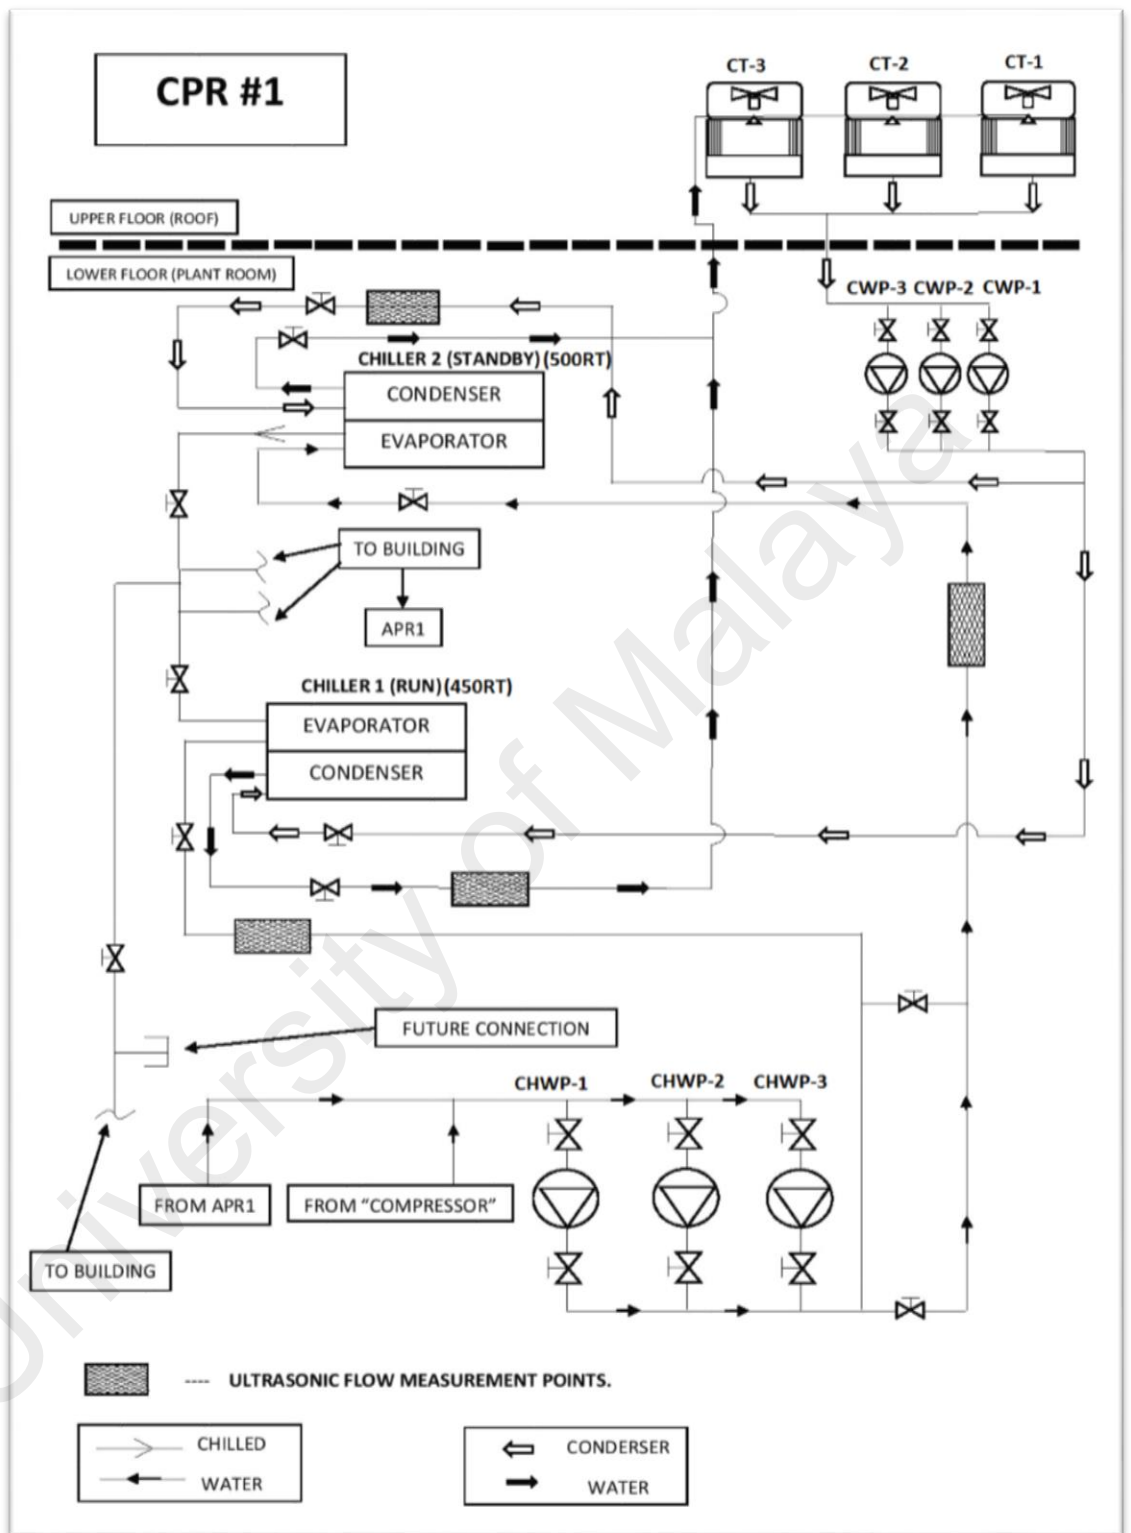 CPR #1
CT-3
CT-2
CT-1
UPPER FLOOR (ROOF)
LOWER FLOOR (PLANT ROOM)
CWP-3 CWP-2 CWP-1
CHILLER 2 (STANDBY) (500RT)
CONDENSER
EVAPORATOR
TO BUILDING
APR1
CHILLER 1 (RUN) (450RT)
EVAPORATOR
CONDENSER
FUTURE CONNECTION
CHWP-1
CHWP-2
CHWP-3
FROM APR1
FROM “COMPRESSOR”
TO BUILDING
---- ULTRASONIC FLOW MEASUREMENT POINTS.
CHILLED
WATER
CONDERSER
WATER
University of Malaya